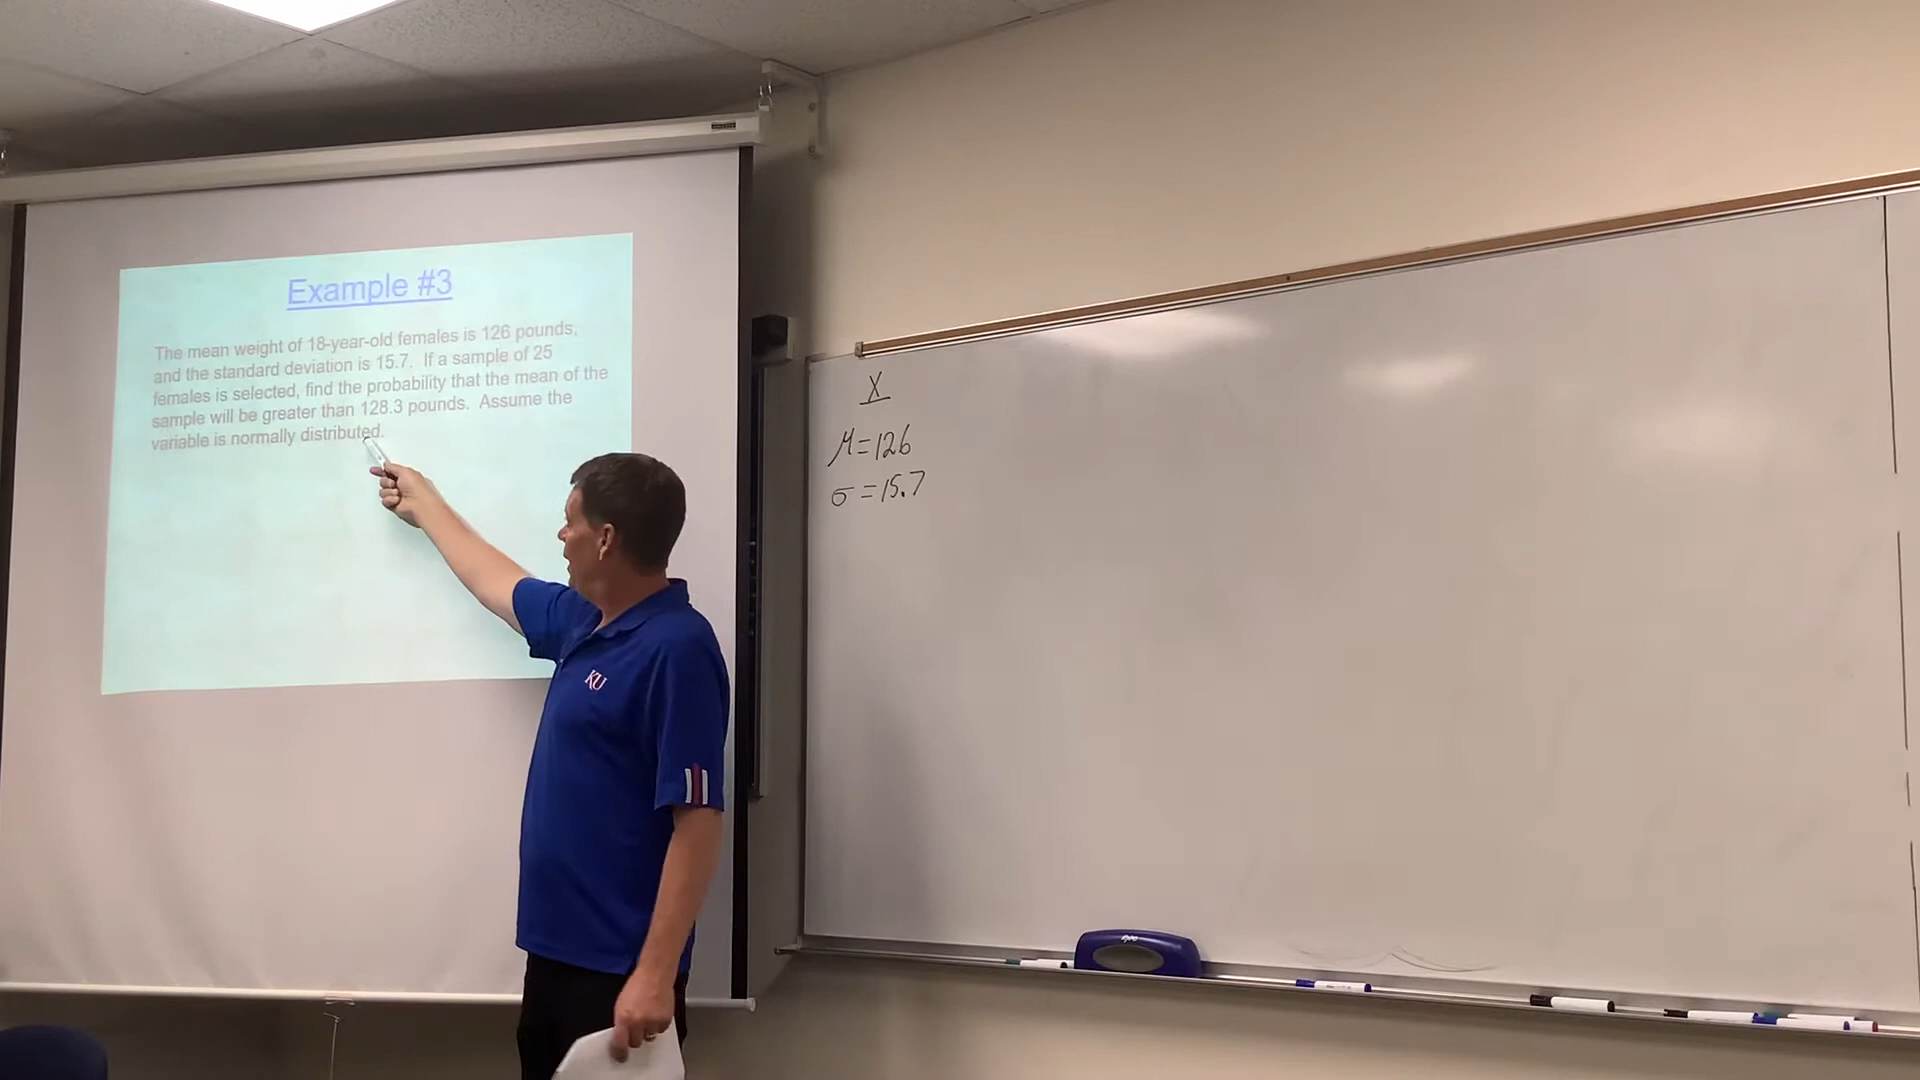 Example #3
The mean weight of 18-year-old females is 126 pounds,
and the standard deviation is 15.7. If a sample of 25
females is selected, find the probability that the mean of the
sample will be greater than 128.3 pounds. Assume the
variable is normally distributed.
X
μ=126
σ=15.7
KU
EXPO